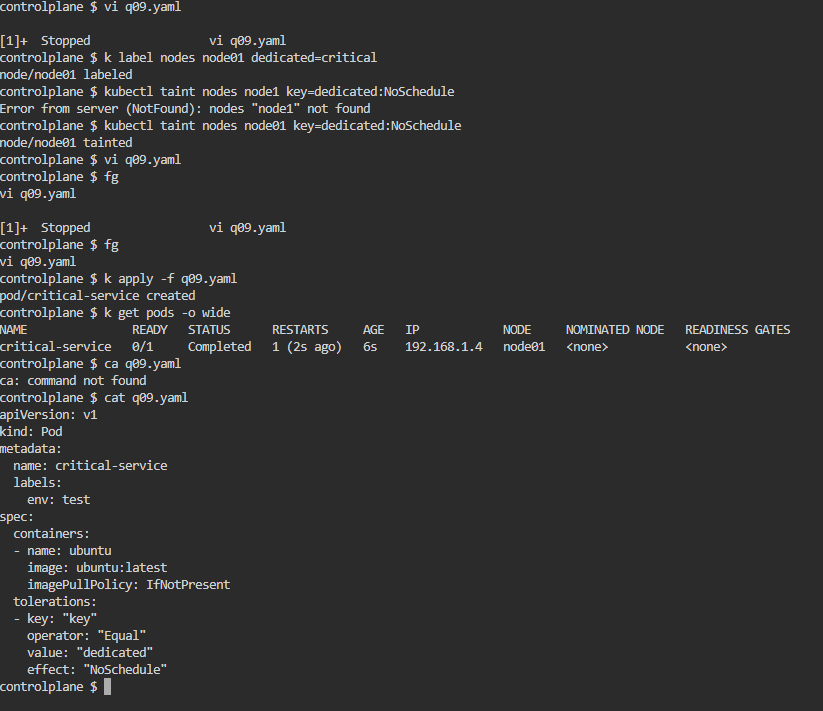 controlplane $ vi q09.yaml
[1]+  Stopped                 vi q09.yaml
controlplane $ k label nodes node01 dedicated=critical
node/node01 labeled
controlplane $ kubectl taint nodes node1 key=dedicated:NoSchedule
Error from server (NotFound): nodes "node1" not found
controlplane $ kubectl taint nodes node01 key=dedicated:NoSchedule
node/node01 tainted
controlplane $ vi q09.yaml
controlplane $ fg
vi q09.yaml
[1]+  Stopped                 vi q09.yaml
controlplane $ fg
vi q09.yaml
controlplane $ k apply -f q09.yaml
pod/critical-service created
controlplane $ k get pods -o wide
NAME               READY   STATUS      RESTARTS     AGE   IP            NODE     NOMINATED NODE   READINESS GATES
critical-service   0/1     Completed   1 (2s ago)   6s    192.168.1.4   node01   <none>           <none>
controlplane $ ca q09.yaml
ca: command not found
controlplane $ cat q09.yaml
apiVersion: v1
kind: Pod
metadata:
  name: critical-service
  labels:
    env: test
spec:
  containers:
  - name: ubuntu
    image: ubuntu:latest
    imagePullPolicy: IfNotPresent
  tolerations:
  - key: "key"
    operator: "Equal"
    value: "dedicated"
    effect: "NoSchedule"
controlplane $